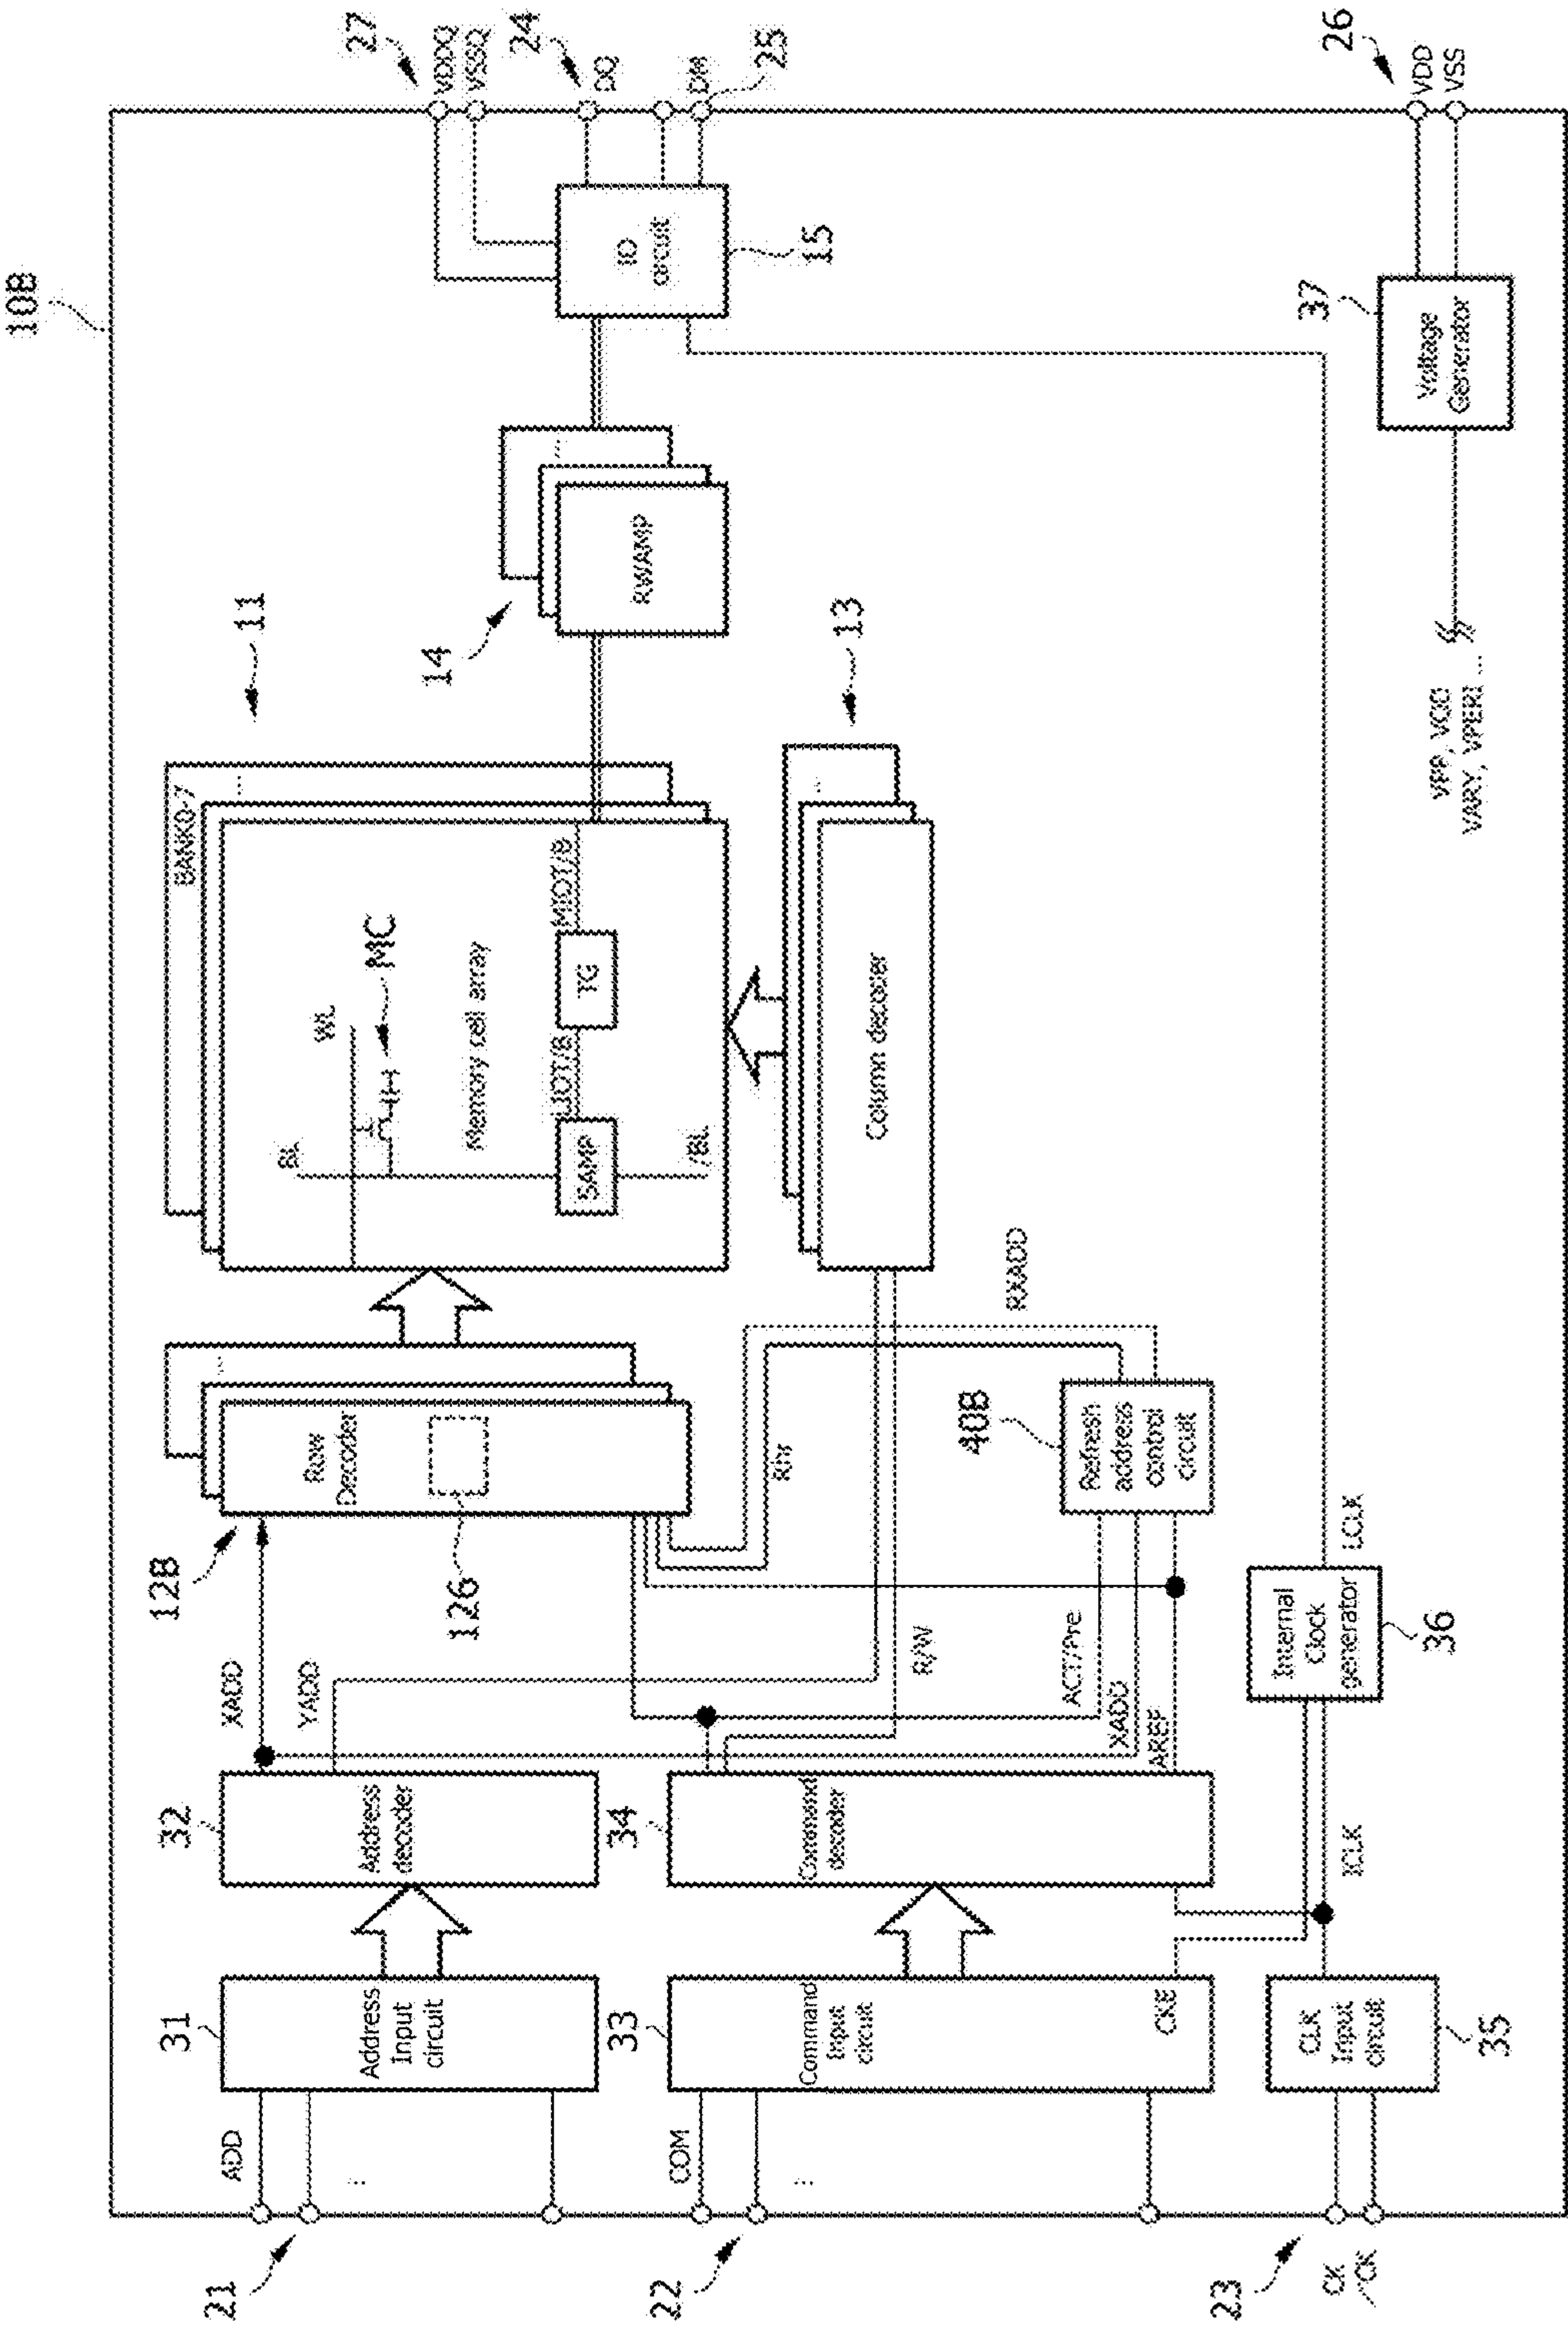 10B
27
VDDQ
VSSQ
24
DQ
DM
25
IO
circuit
15
26
VDD
VSS
37
Voltage
Generator
VPP, VOD
VARY, VPERI ...
14
RWAMP
11
BANK0-7
WL
MC
BL
Memory cell array
SAMP
LIOT/B
TG
MIOT/B
/BL
13
Column decoder
12B
Row
Decoder
126
XADD
YADD
Rhr
RXADD
R/W
40B
Refresh
address
control
circuit
ACT/Pre
XADD
AREF
32
Address
decoder
34
Command
decoder
31
Address
Input
circuit
33
Command
Input
circuit
CKE
ADD
21
COM
22
23
CK
/CK
CLK
Input
circuit
35
ICLK
Internal
Clock
generator
36
LCLK